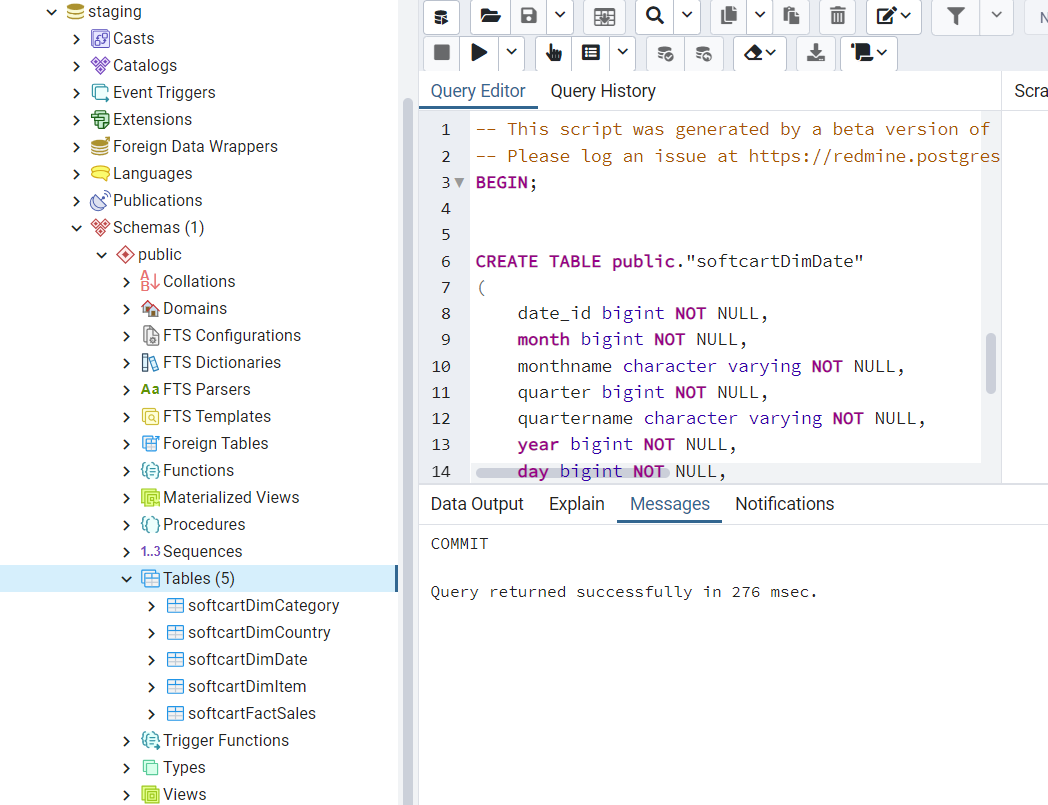 staging
Casts
Catalogs
Event Triggers
Extensions
Foreign Data Wrappers
Languages
Publications
Schemas (1)
public
Collations
Domains
FTS Configurations
FTS Dictionaries
Aa FTS Parsers
FTS Templates
Foreign Tables
Functions
Materialized Views
Procedures
1..3 Sequences
Tables (5)
softcartDimCategory
softcartDimCountry
softcartDimDate
softcartDimItem
softcartFactSales
Trigger Functions
Types
Views
Query Editor Query History Scra
1 -- This script was generated by a beta version of
2 -- Please log an issue at https://redmine.postgres
3 BEGIN;
4
5
6 CREATE TABLE public."softcartDimDate"
7 (
8 date_id bigint NOT NULL,
9 month bigint NOT NULL,
10 monthname character varying NOT NULL,
11 quarter bigint NOT NULL,
12 quartername character varying NOT NULL,
13 year bigint NOT NULL,
14 day bigint NOT NULL,
Data Output Explain Messages Notifications
COMMIT
Query returned successfully in 276 msec.